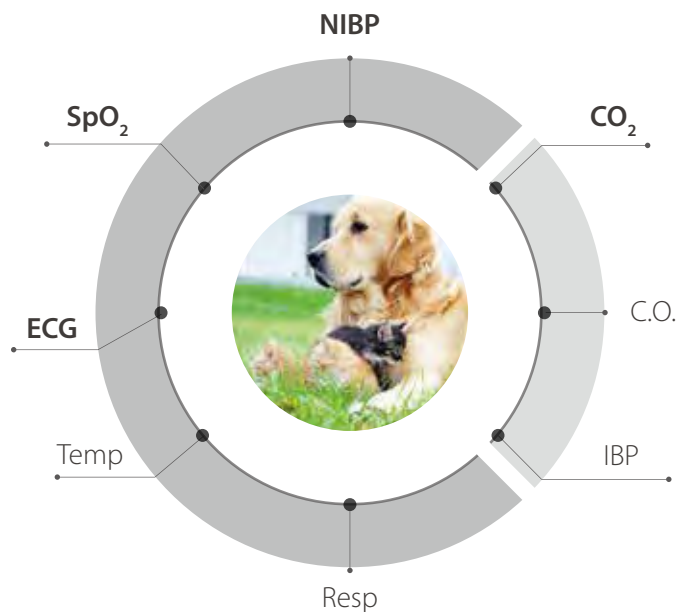 NIBP
SpO₂
CO₂
ECG
C.O.
Temp
IBP
Resp